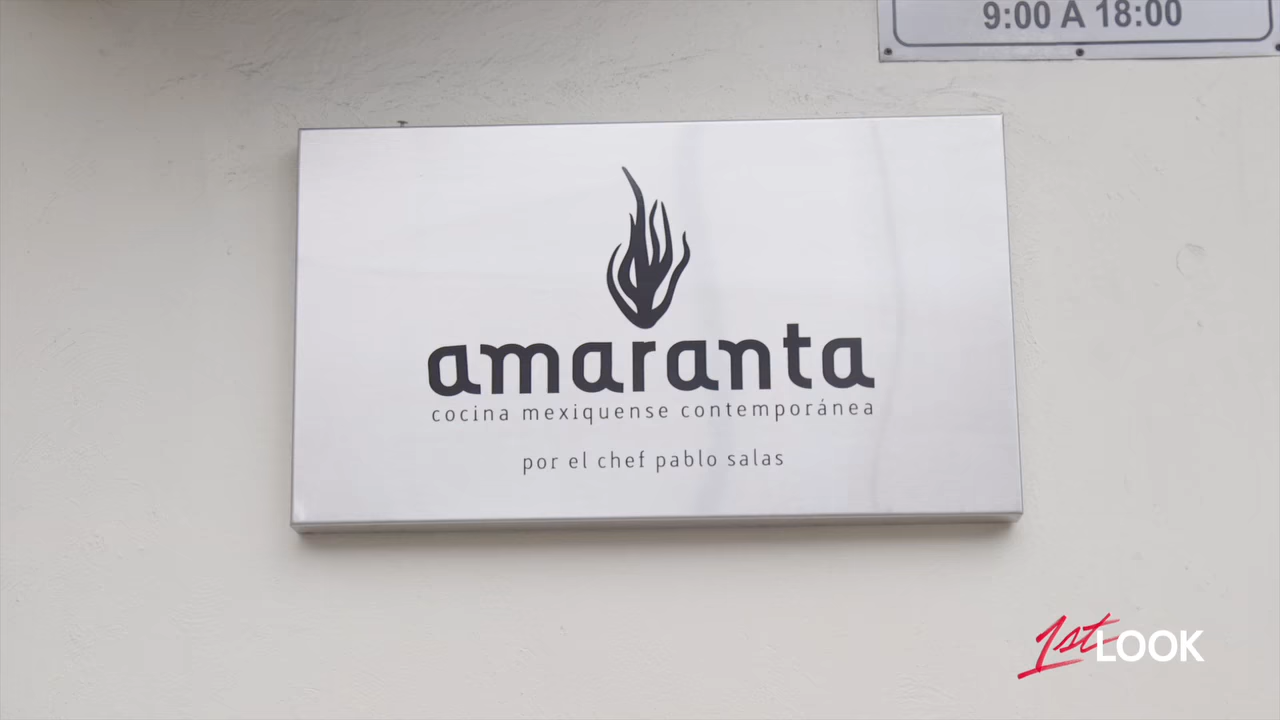 9:00 A 18:00
amaranta
cocina mexiquense contemporánea
por el chef pablo salas
1st LOOK